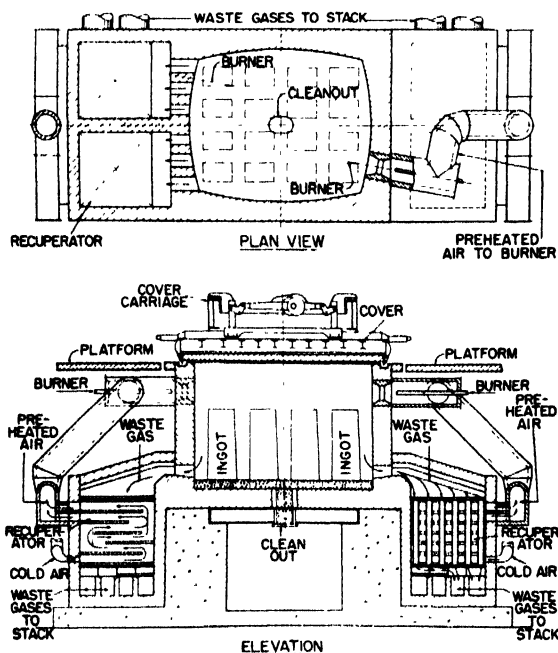 WASTE GASES TO STACK
BURNER
CLEANOUT
BURNER
RECUPERATOR
PLAN VIEW
PREHEATED
AIR TO BURNER
COVER
CARRIAGE
COVER
PLATFORM
PLATFORM
BURNER
BURNER
PRE-
HEATED
AIR
WASTE
GAS
INGOT
INGOT
WASTE
GAS
PRE-
HEATED
AIR
RECUPER-
ATOR
CLEAN
OUT
RECUPER-
ATOR
COLD AIR
COLD AIR
WASTE
GASES
TO
STACK
WASTE
GASES
TO
STACK
ELEVATION